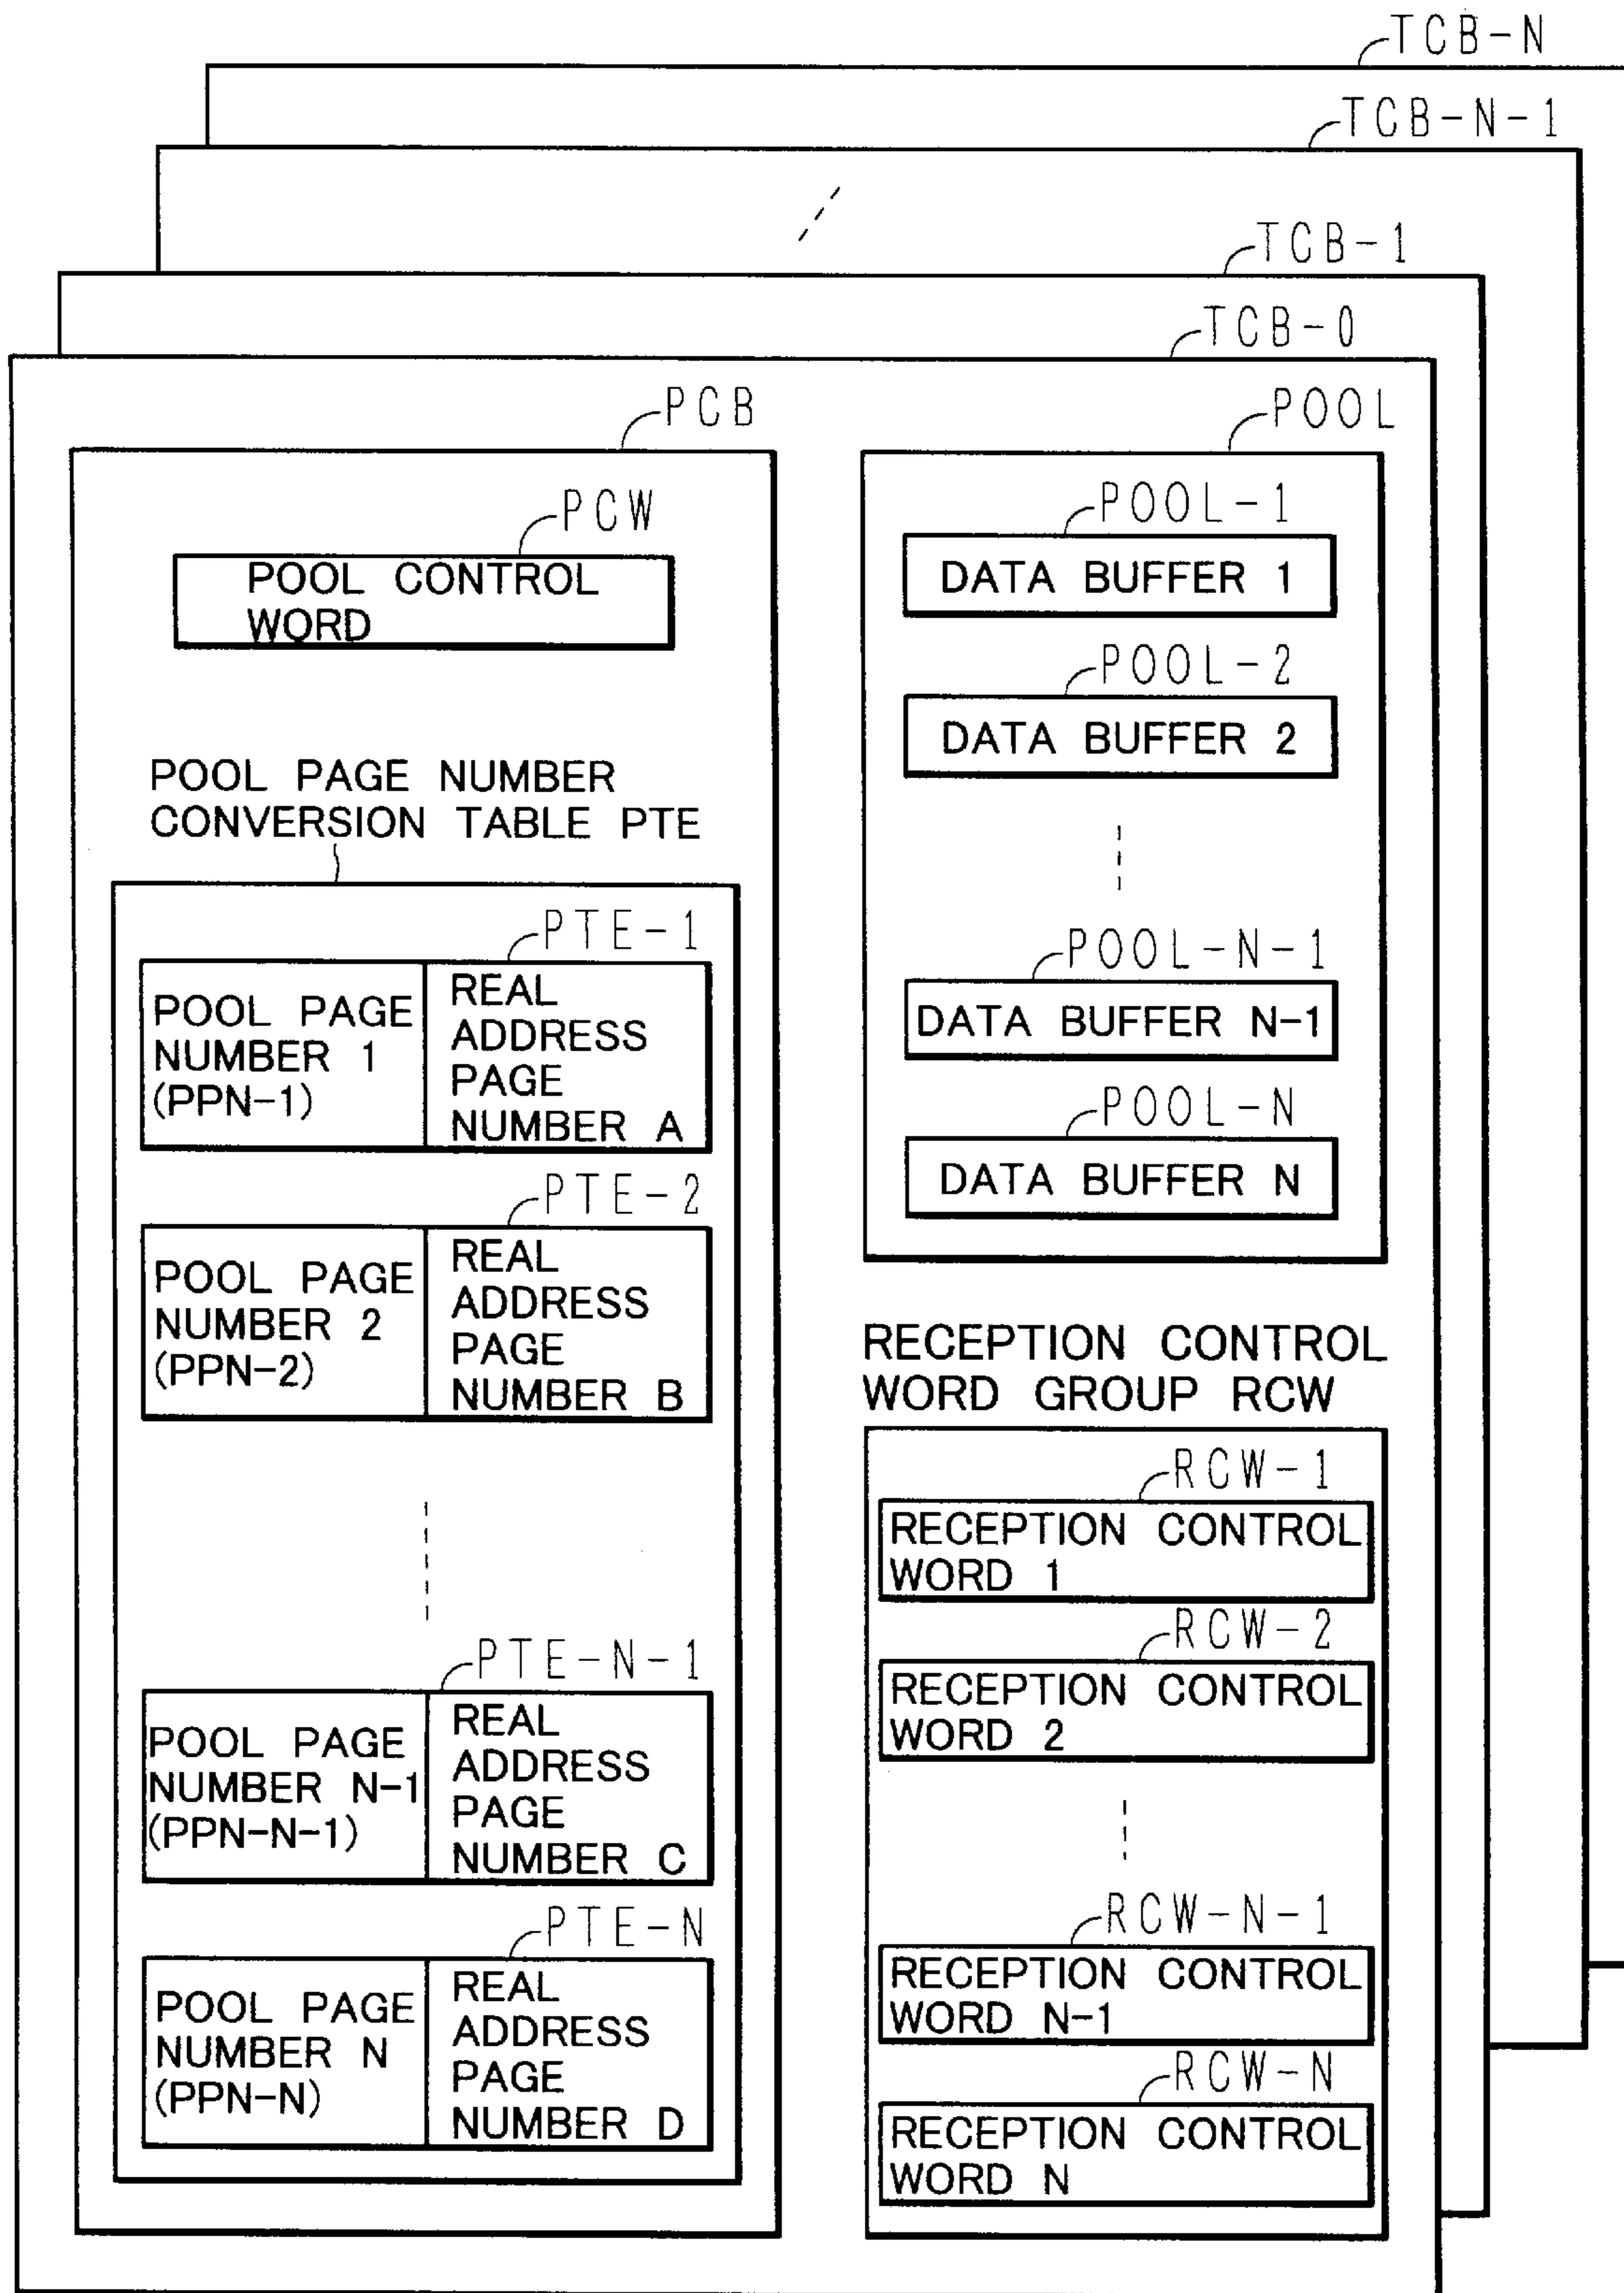 TCB-N
TCB-N-1
TCB-1
TCB-0
PCB
PCW
POOL CONTROL
WORD
POOL PAGE NUMBER
CONVERSION TABLE PTE
PTE-1
POOL PAGE
NUMBER 1
(PPN-1)
REAL
ADDRESS
PAGE
NUMBER A
PTE-2
POOL PAGE
NUMBER 2
(PPN-2)
REAL
ADDRESS
PAGE
NUMBER B
PTE-N-1
POOL PAGE
NUMBER N-1
(PPN-N-1)
REAL
ADDRESS
PAGE
NUMBER C
PTE-N
POOL PAGE
NUMBER N
(PPN-N)
REAL
ADDRESS
PAGE
NUMBER D
POOL
POOL-1
DATA BUFFER 1
POOL-2
DATA BUFFER 2
POOL-N-1
DATA BUFFER N-1
POOL-N
DATA BUFFER N
RECEPTION CONTROL
WORD GROUP RCW
RCW-1
RECEPTION CONTROL
WORD 1
RCW-2
RECEPTION CONTROL
WORD 2
RCW-N-1
RECEPTION CONTROL
WORD N-1
RCW-N
RECEPTION CONTROL
WORD N